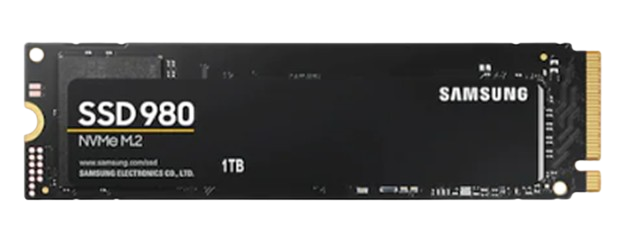 SSD 980
NVMe M.2
SAMSUNG
www.samsung.com/ssd
SAMSUNG ELECTRONICS CO., LTD.
1TB